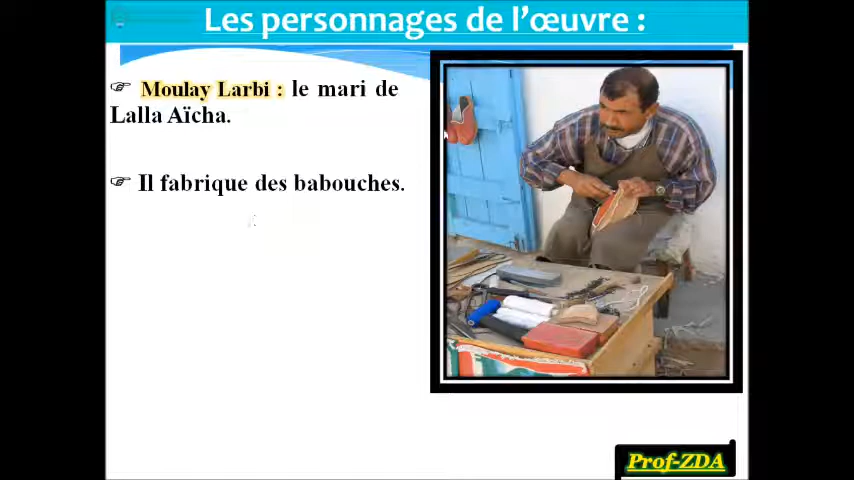 Les personnages de l’œuvre :
☞ Moulay Larbi : le mari de
Lalla Aïcha.
☞ Il fabrique des babouches.
Prof-ZDA